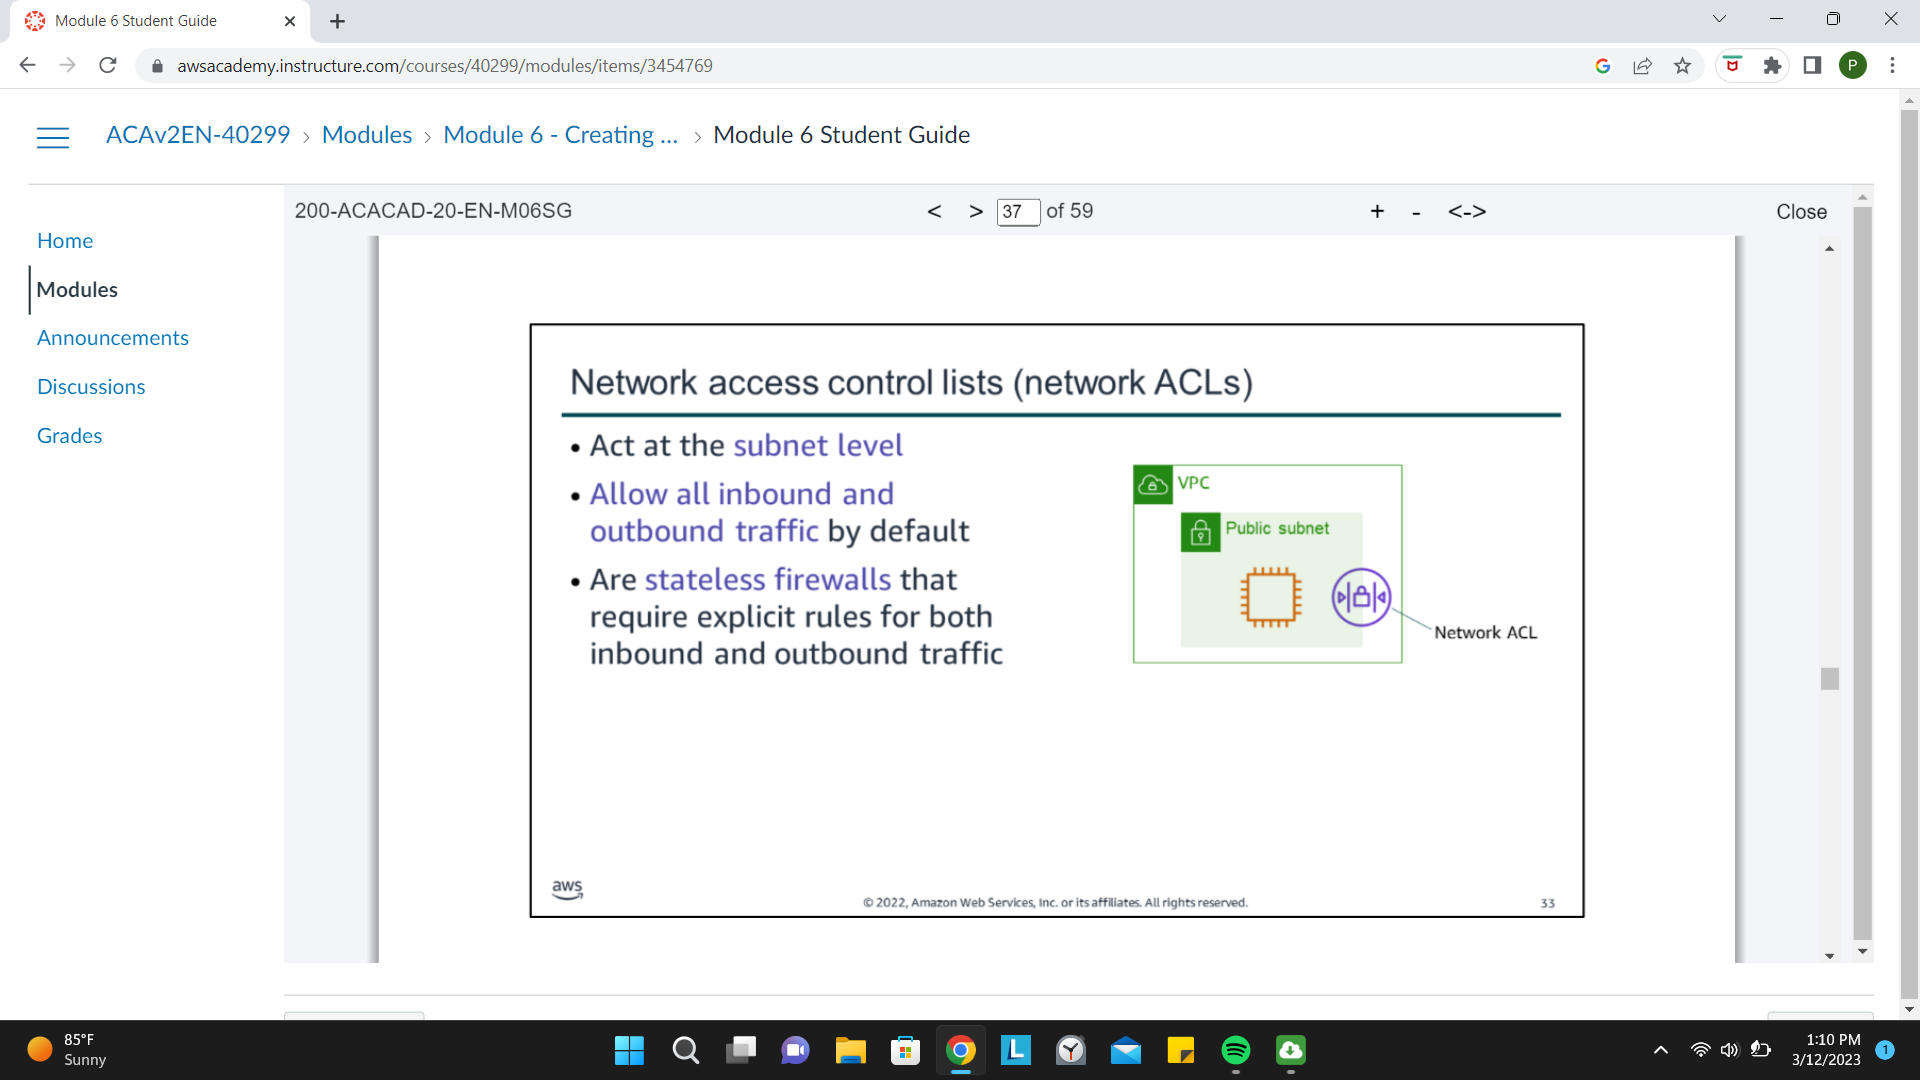 Module 6 Student Guide
awsacademy.instructure.com/courses/40299/modules/items/3454769
P
ACAv2EN-40299 › Modules › Module 6 - Creating ... › Module 6 Student Guide
200-ACACAD-20-EN-M06SG < > 37 of 59 + - <-> Close
Home
Modules
Announcements
Discussions
Grades
Network access control lists (network ACLs)
• Act at the subnet level
• Allow all inbound and
outbound traffic by default
• Are stateless firewalls that
require explicit rules for both
inbound and outbound traffic
VPC
Public subnet
Network ACL
aws
© 2022, Amazon Web Services, Inc. or its affiliates. All rights reserved.
33
85°F
Sunny
L
1:10 PM
3/12/2023
1